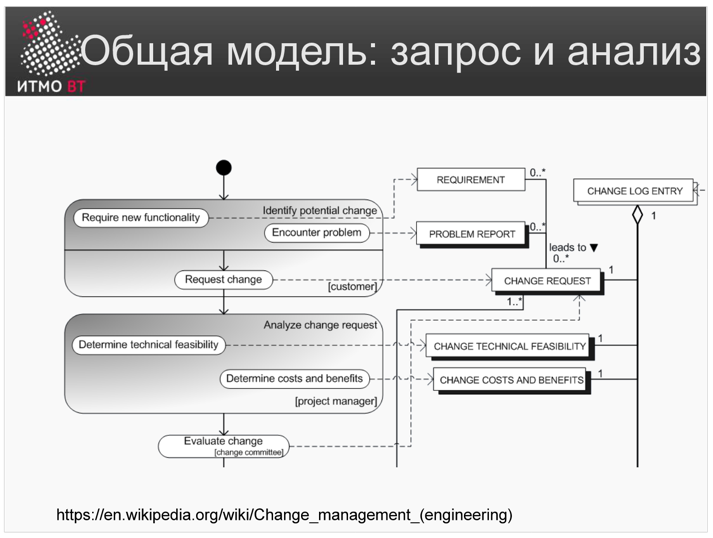 Общая модель: запрос и анализ
ИТМО ВТ
REQUIREMENT
0..*
CHANGE LOG ENTRY
1
Require new functionality
Identify potential change
Encounter problem
PROBLEM REPORT
0..*
leads to ▼
0..*
Request change
[customer]
CHANGE REQUEST
1
1..*
Analyze change request
Determine technical feasibility
CHANGE TECHNICAL FEASIBILITY
1
Determine costs and benefits
CHANGE COSTS AND BENEFITS
1
[project manager]
Evaluate change
[change committee]
https://en.wikipedia.org/wiki/Change_management_(engineering)